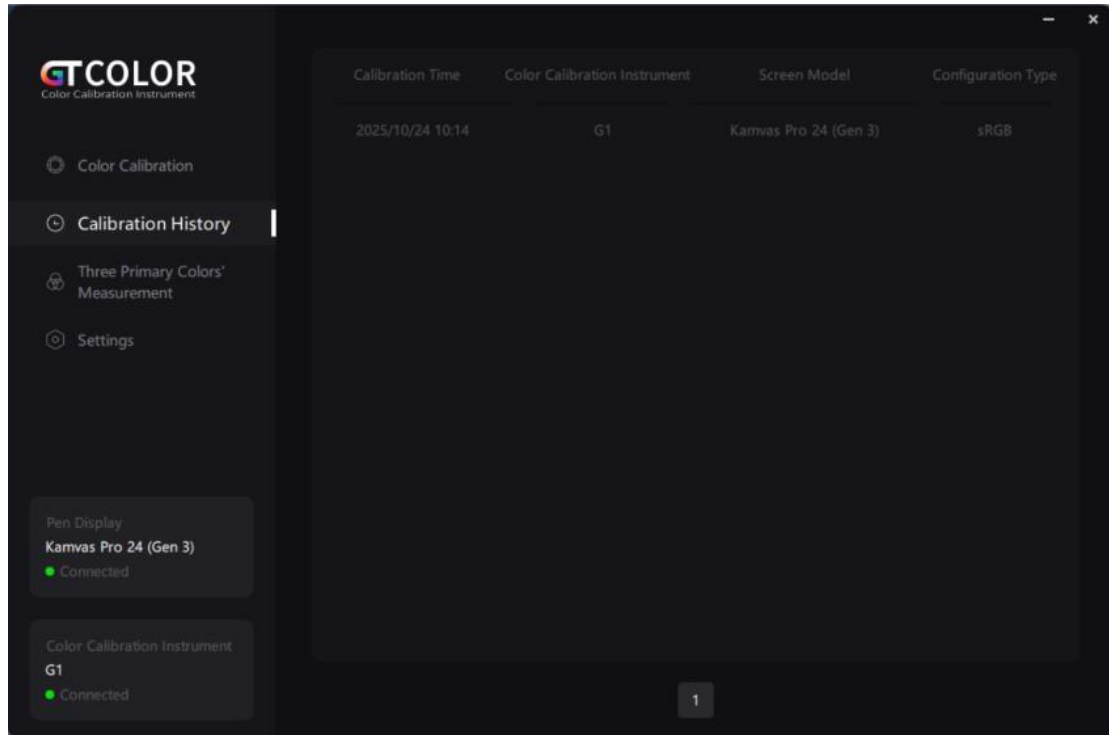 GTCOLOR
Color Calibration Instrument
Color Calibration
Calibration History
Three Primary Colors'
Measurement
Settings
Pen Display
Kamvas Pro 24 (Gen 3)
Connected
Color Calibration Instrument
G1
Connected
Calibration Time Color Calibration Instrument Screen Model Configuration Type
2025/10/24 10:14 G1 Kamvas Pro 24 (Gen 3) sRGB
1